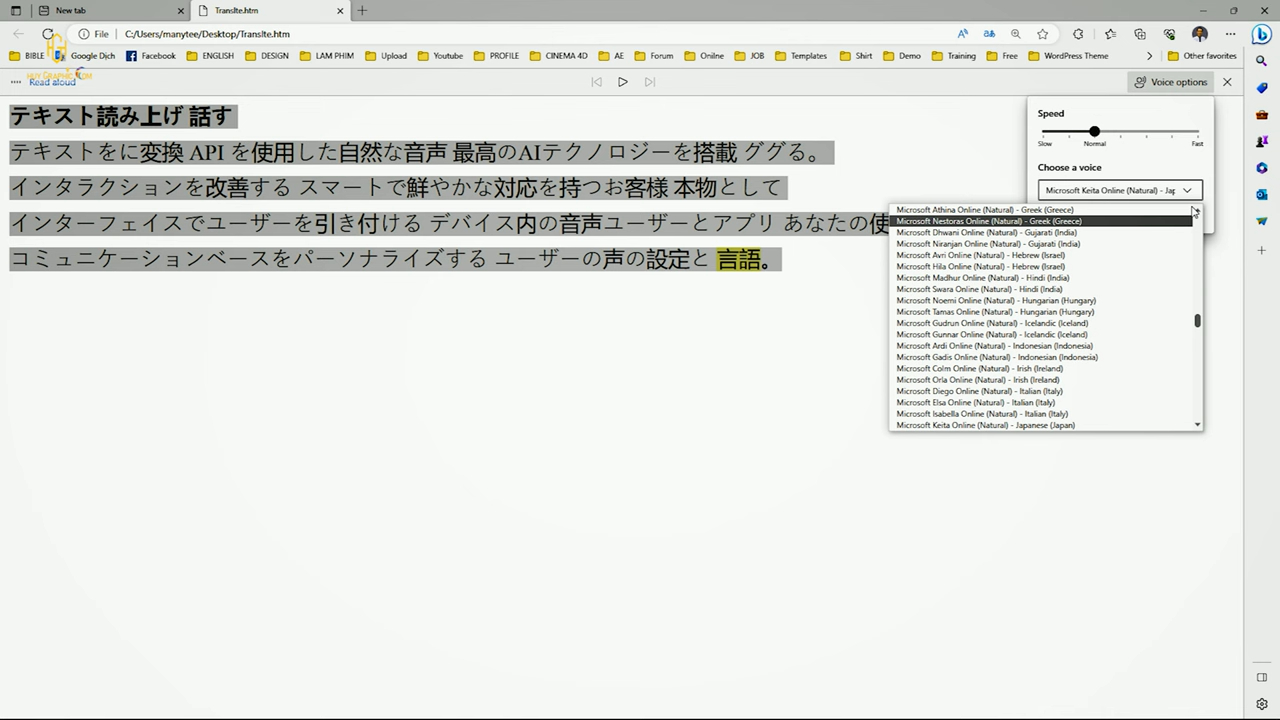 New tab
Translte.htm
File
C:/Users/manytee/Desktop/Translte.htm
BIBLE
Google Dịch
Facebook
ENGLISH
DESIGN
LAM PHIM
Upload
Youtube
PROFILE
CINEMA 4D
AE
Forum
Onilne
JOB
Templates
Shirt
Demo
Training
Free
WordPress Theme
Other favorites
Read aloud
Voice options
テキスト読み上げ 話す
テキストをに変換 API を使用した自然な音声 最高のAIテクノロジーを搭載 ググる。
インタラクションを改善する スマートで鮮やかな対応を持つお客様 本物として
インターフェイスでユーザーを引き付ける デバイス内の音声ユーザーとアプリ あなたの使
コミュニケーションベースをパーソナライズする ユーザーの声の設定と 言語。
Speed
Slow
Normal
Fast
Choose a voice
Microsoft Keita Online (Natural) - Jap
Microsoft Athina Online (Natural) - Greek (Greece)
Microsoft Nestoras Online (Natural) - Greek (Greece)
Microsoft Dhwani Online (Natural) - Gujarati (India)
Microsoft Niranjan Online (Natural) - Gujarati (India)
Microsoft Avri Online (Natural) - Hebrew (Israel)
Microsoft Hila Online (Natural) - Hebrew (Israel)
Microsoft Madhur Online (Natural) - Hindi (India)
Microsoft Swara Online (Natural) - Hindi (India)
Microsoft Noemi Online (Natural) - Hungarian (Hungary)
Microsoft Tamas Online (Natural) - Hungarian (Hungary)
Microsoft Gudrun Online (Natural) - Icelandic (Iceland)
Microsoft Gunnar Online (Natural) - Icelandic (Iceland)
Microsoft Ardi Online (Natural) - Indonesian (Indonesia)
Microsoft Gadis Online (Natural) - Indonesian (Indonesia)
Microsoft Colm Online (Natural) - Irish (Ireland)
Microsoft Orla Online (Natural) - Irish (Ireland)
Microsoft Diego Online (Natural) - Italian (Italy)
Microsoft Elsa Online (Natural) - Italian (Italy)
Microsoft Isabella Online (Natural) - Italian (Italy)
Microsoft Keita Online (Natural) - Japanese (Japan)